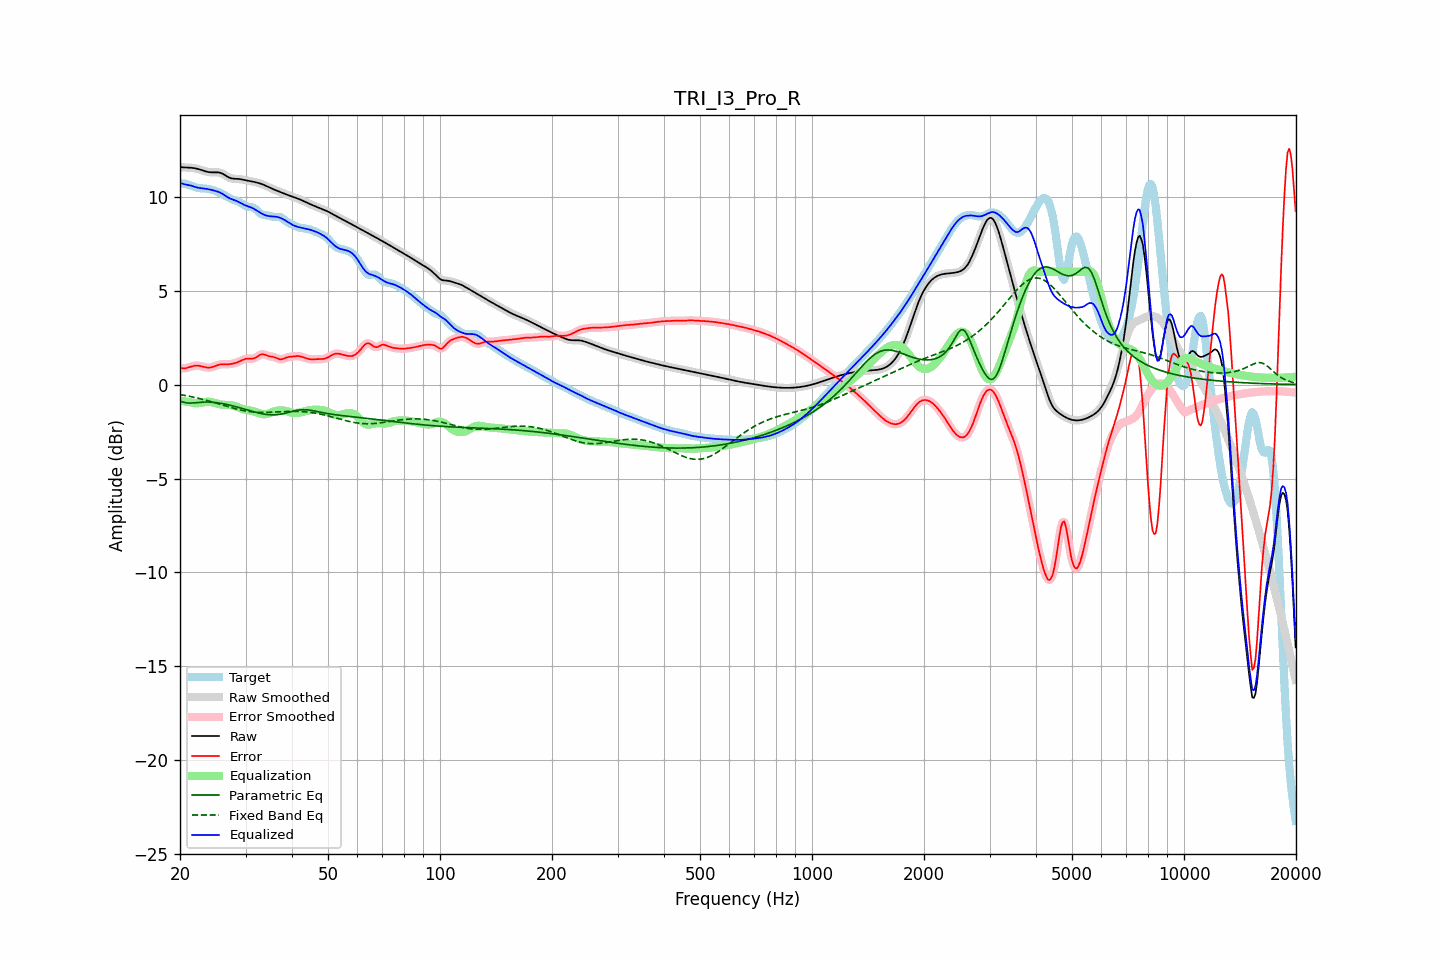 TRI_I3_Pro_R
Amplitude (dBr)
10
5
0
−5
−10
−15
−20
−25
Target
Raw Smoothed
Error Smoothed
Raw
Error
Equalization
Parametric Eq
Fixed Band Eq
Equalized
20 50 100 200 500 1000 2000 5000 10000 20000
Frequency (Hz)